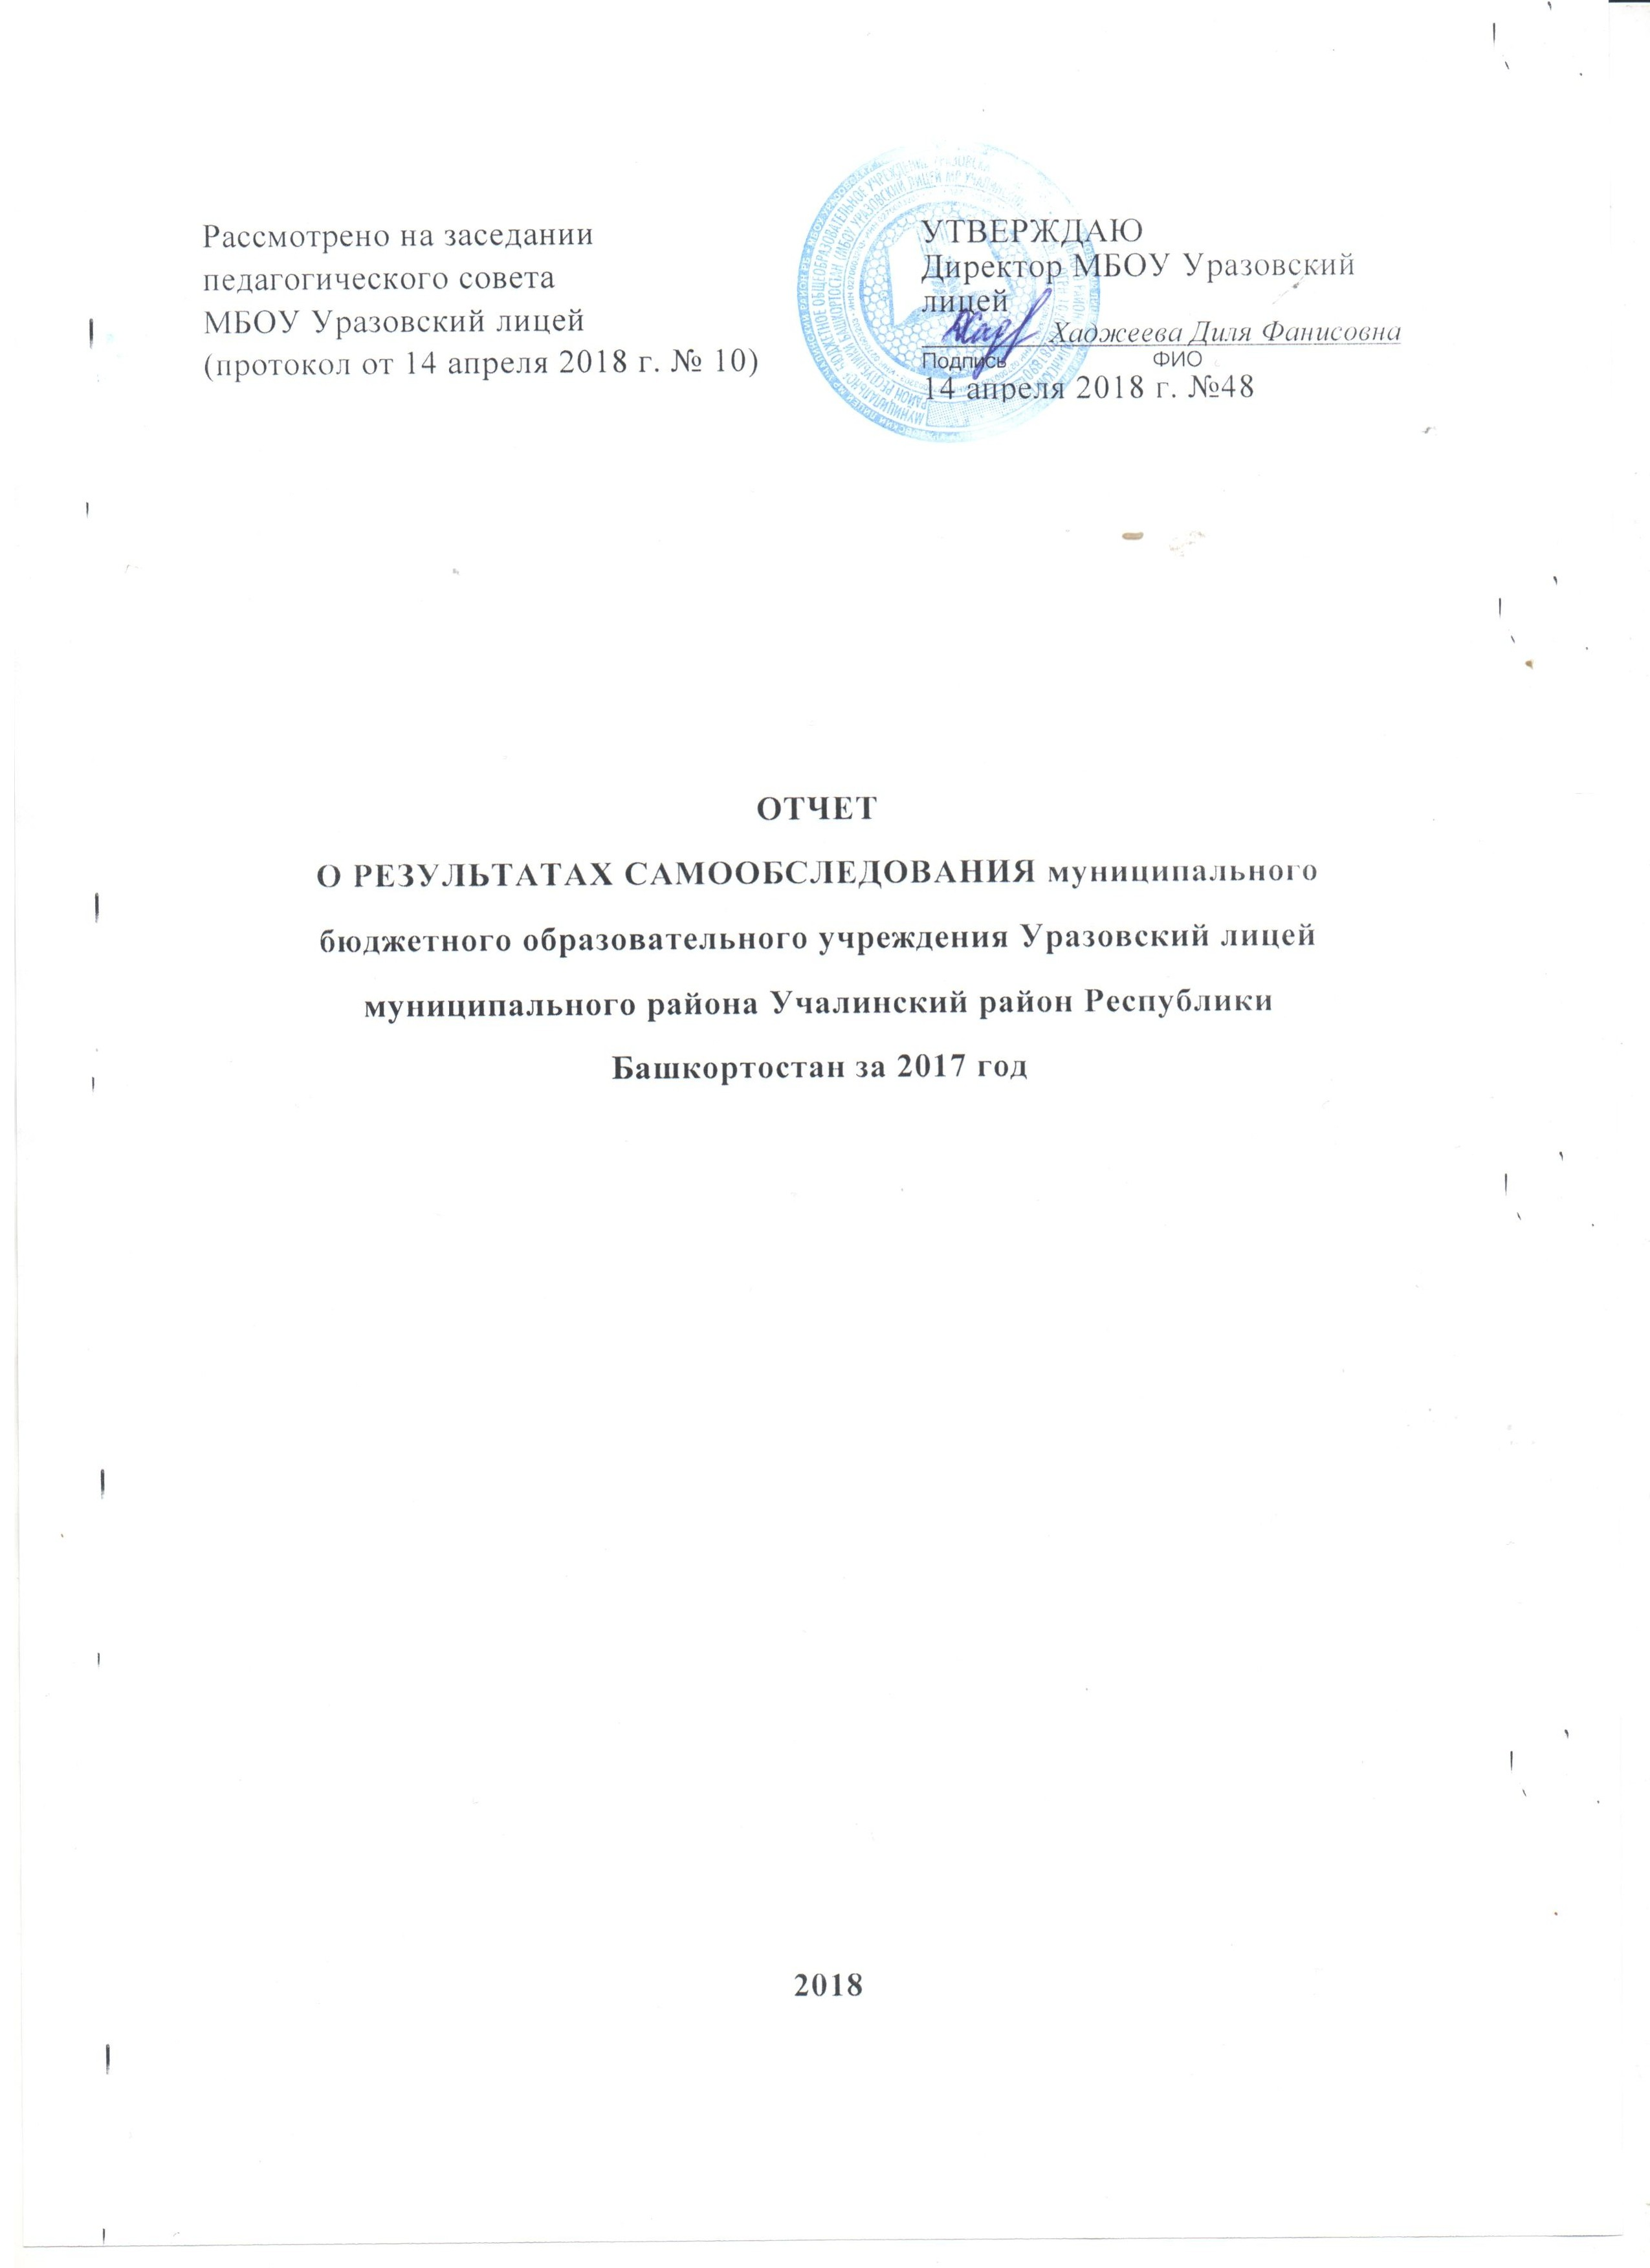 Рассмотрено на заседании
педагогического совета
МБОУ Уразовский лицей
(протокол от 14 апреля 2018 г. № 10)
УТВЕРЖДАЮ
Директор МБОУ Уразовский
лицей
Хаджеева Диля Фанисовна
Подпись ФИО
14 апреля 2018 г. №48
ОТЧЕТ
О РЕЗУЛЬТАТАХ САМООБСЛЕДОВАНИЯ муниципального
бюджетного образовательного учреждения Уразовский лицей
муниципального района Учалинский район Республики
Башкортостан за 2017 год
2018